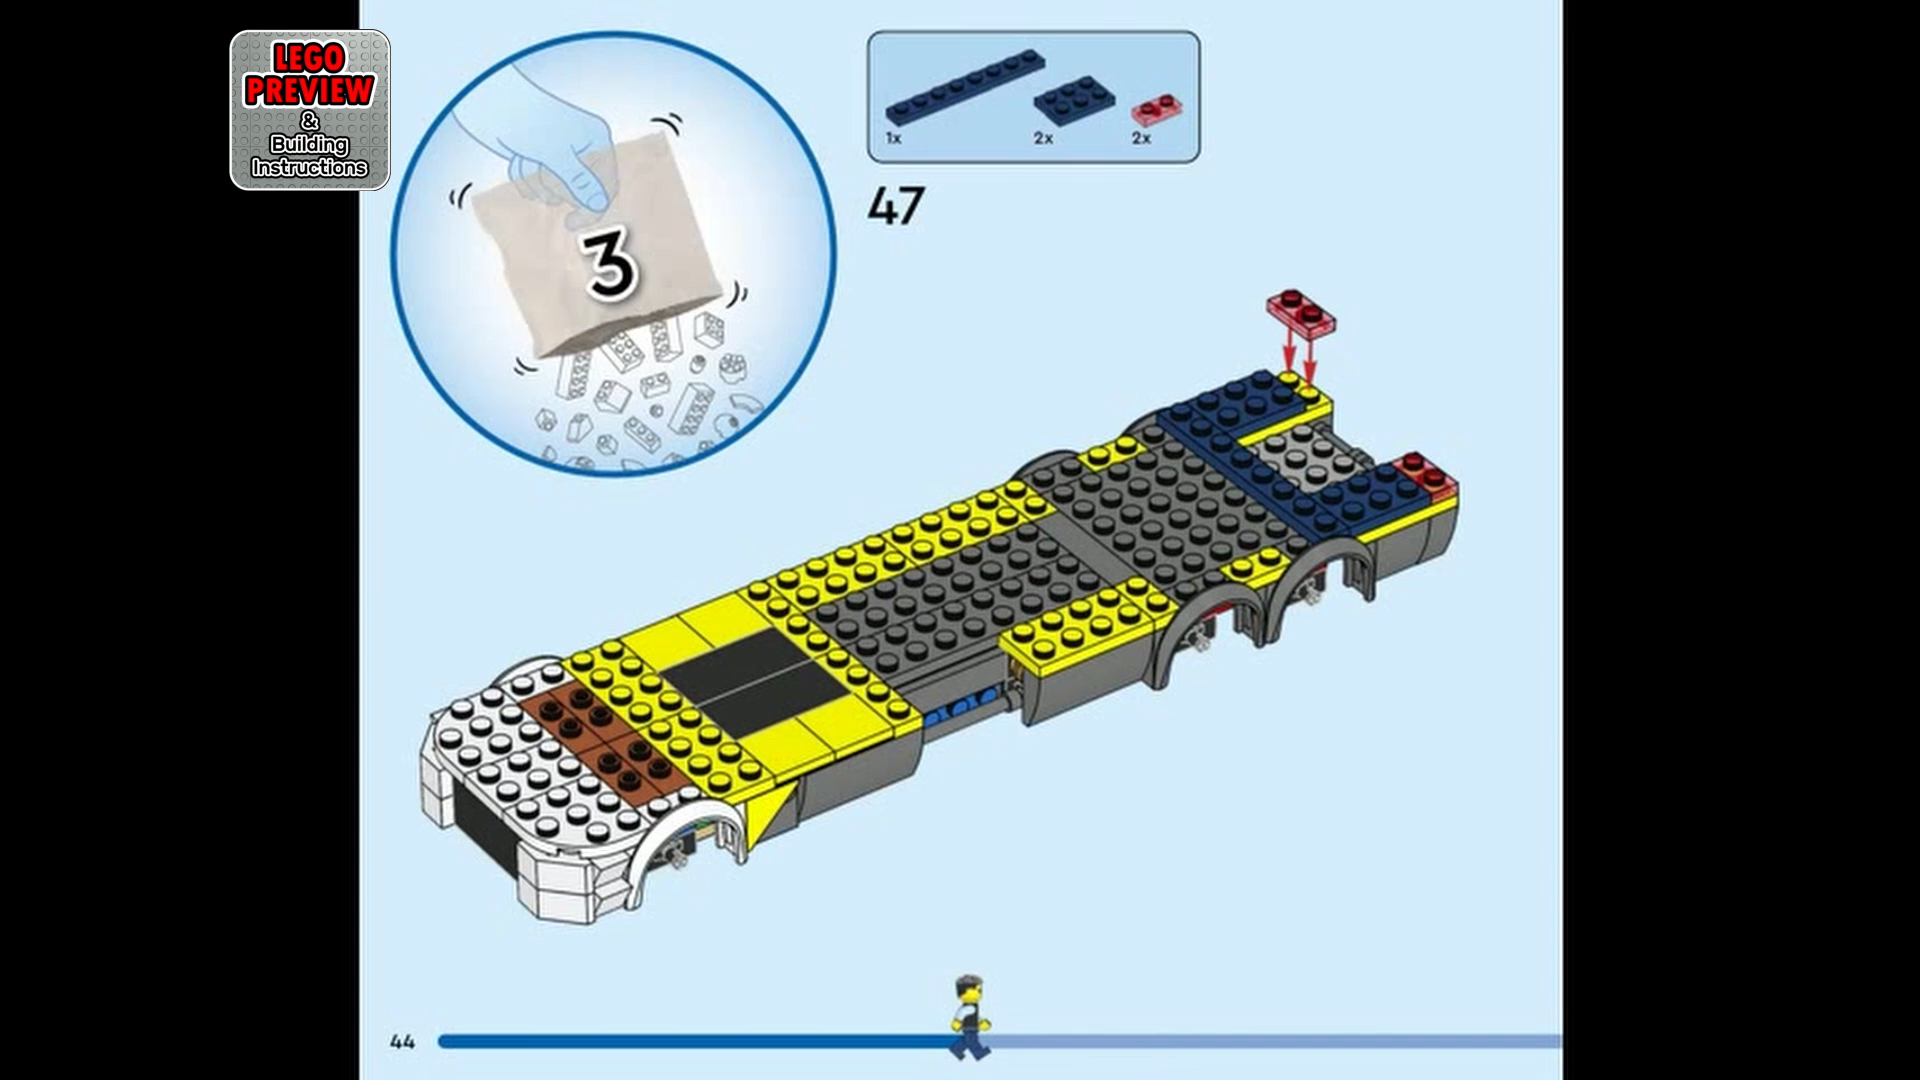 LEGO
PREVIEW
&
Building
Instructions
3
1x
2x
2x
47
44